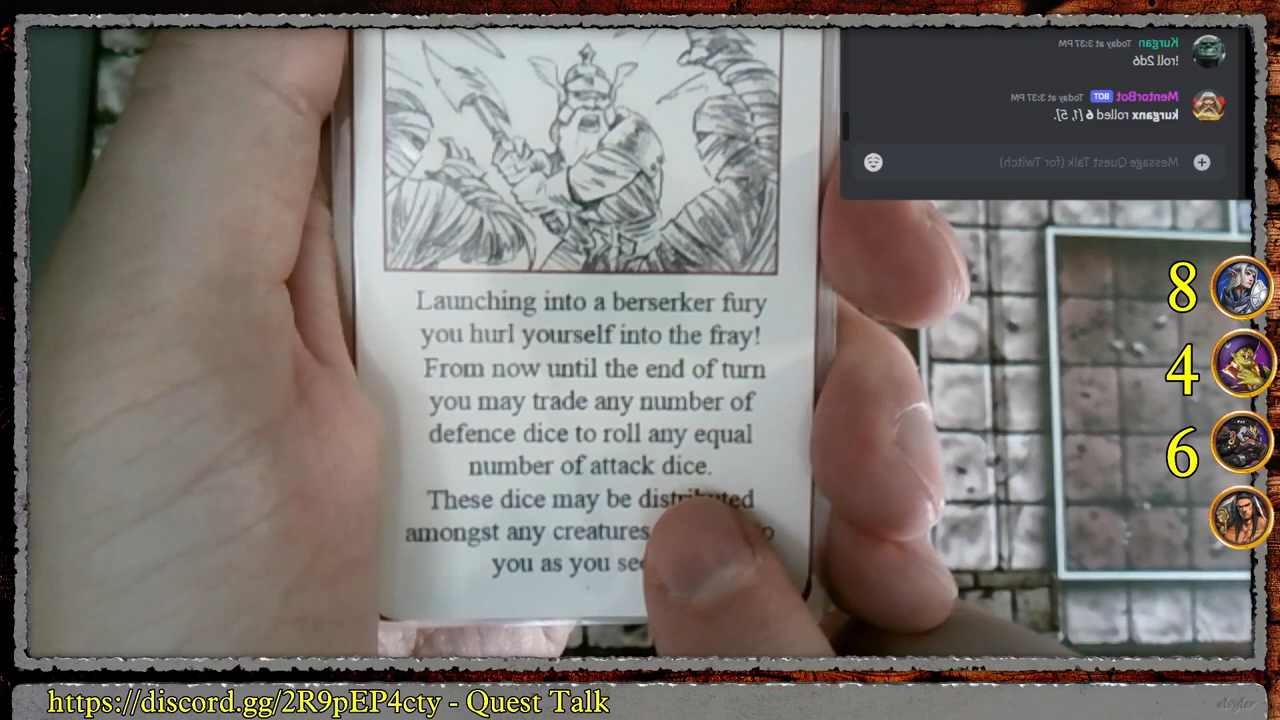 Kurgan Today at 3:37 PM
!roll 2d6
MentorBot BOT Today at 3:37 PM
kurganx rolled 6 [1, 5].
Message Quest Talk (for Twitch)
Launching into a berserker fury
you hurl yourself into the fray!
From now until the end of turn
you may trade any number of
defence dice to roll any equal
number of attack dice.
These dice may be distributed
amongst any creatures
you as you
8
4
6
https://discord.gg/2R9pEP4cty - Quest Talk